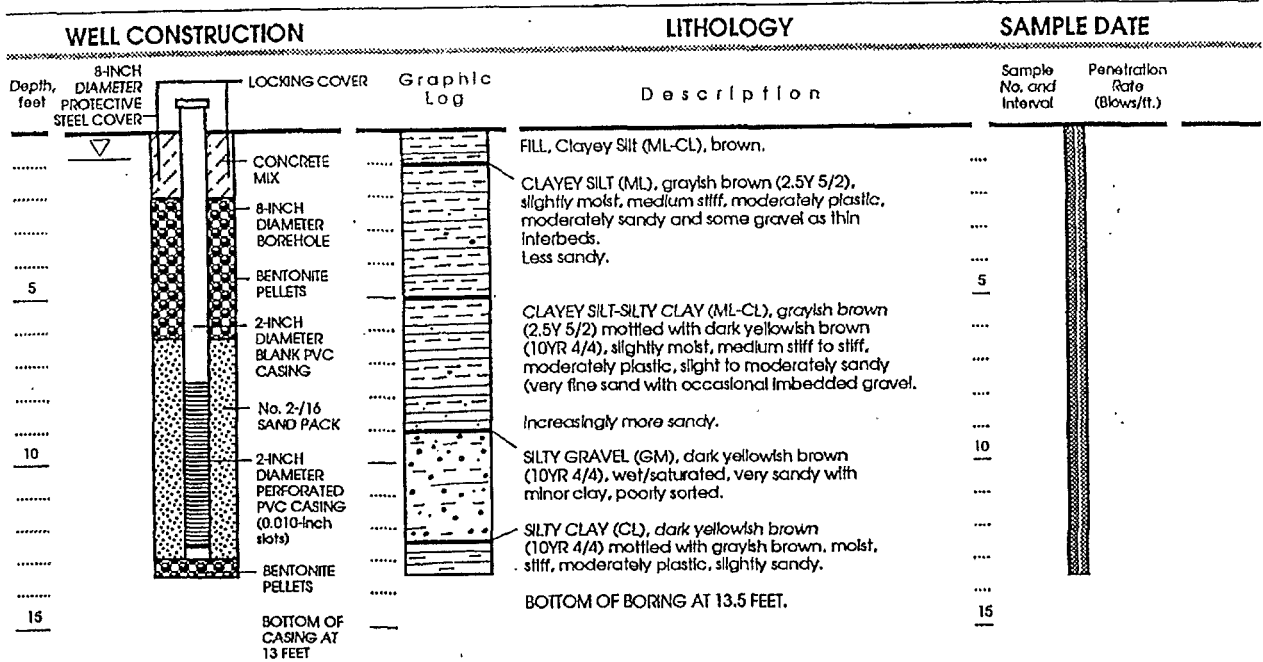 WELL CONSTRUCTION
LITHOLOGY
SAMPLE DATE
Depth,
feet
8-INCH
DIAMETER
PROTECTIVE
STEEL COVER
LOCKING COVER
Graphic
Log
Description
Sample
No. and
Interval
Penetration
Rate
(Blows/ft.)
CONCRETE
MIX
8-INCH
DIAMETER
BOREHOLE
BENTONITE
PELLETS
2-INCH
DIAMETER
BLANK PVC
CASING
No. 2-/16
SAND PACK
2-INCH
DIAMETER
PERFORATED
PVC CASING
(0.010-inch
slots)
BENTONITE
PELLETS
BOTTOM OF
CASING AT
13 FEET
5
10
15
FILL, Clayey Silt (ML-CL), brown.
CLAYEY SILT (ML), grayish brown (2.5Y 5/2),
slightly moist, medium stiff, moderately plastic,
moderately sandy and some gravel as thin
interbeds.
Less sandy.
CLAYEY SILT-SILTY CLAY (ML-CL), grayish brown
(2.5Y 5/2) mottled with dark yellowish brown
(10YR 4/4), slightly moist, medium stiff to stiff,
moderately plastic, slight to moderately sandy
(very fine sand with occasional imbedded gravel.
Increasingly more sandy.
SILTY GRAVEL (GM), dark yellowish brown
(10YR 4/4), wet/saturated, very sandy with
minor clay, poorly sorted.
SILTY CLAY (CL), dark yellowish brown
(10YR 4/4) mottled with grayish brown, moist,
stiff, moderately plastic, slightly sandy.
BOTTOM OF BORING AT 13.5 FEET.
5
10
15